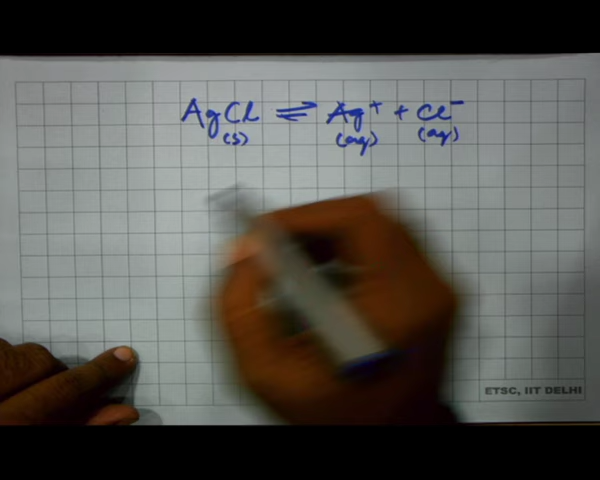 AgCl ⇌ Ag⁺ + Cl⁻
(s) (aq) (aq)
ETSC, IIT DELHI